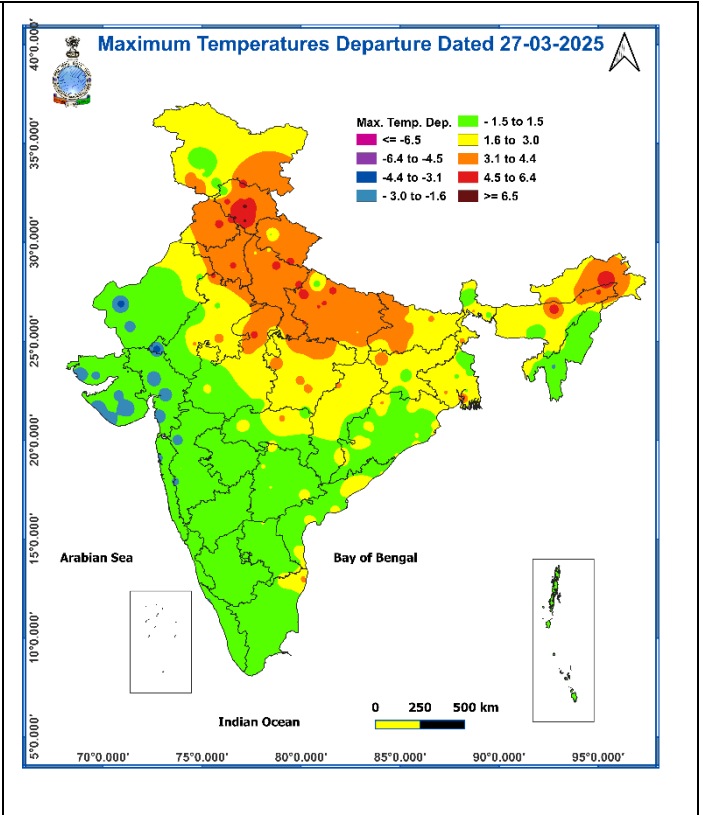 Maximum Temperatures Departure Dated 27-03-2025
Max. Temp. Dep.
<= -6.5
-6.4 to -4.5
-4.4 to -3.1
- 3.0 to -1.6
- 1.5 to 1.5
1.6 to 3.0
3.1 to 4.4
4.5 to 6.4
>= 6.5
40°0.000'
35°0.000'
30°0.000'
25°0.000'
20°0.000'
15°0.000'
10°0.000'
5°0.000'
Arabian Sea
Bay of Bengal
Indian Ocean
0 250 500 km
70°0.000' 75°0.000' 80°0.000' 85°0.000' 90°0.000' 95°0.000'